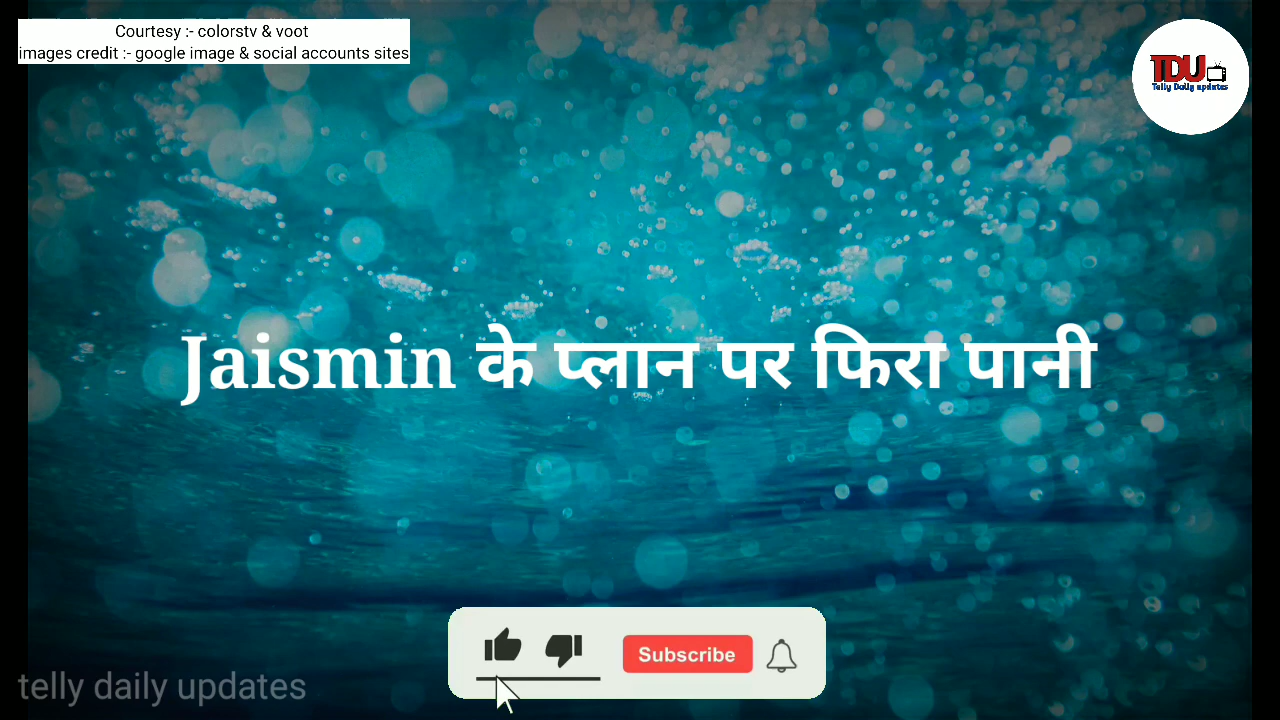 Courtesy :- colorstv & voot
images credit :- google image & social accounts sites
TDU
Telly Daily updates
Jaismin के प्लान पर फिरा पानी
Subscribe
telly daily updates